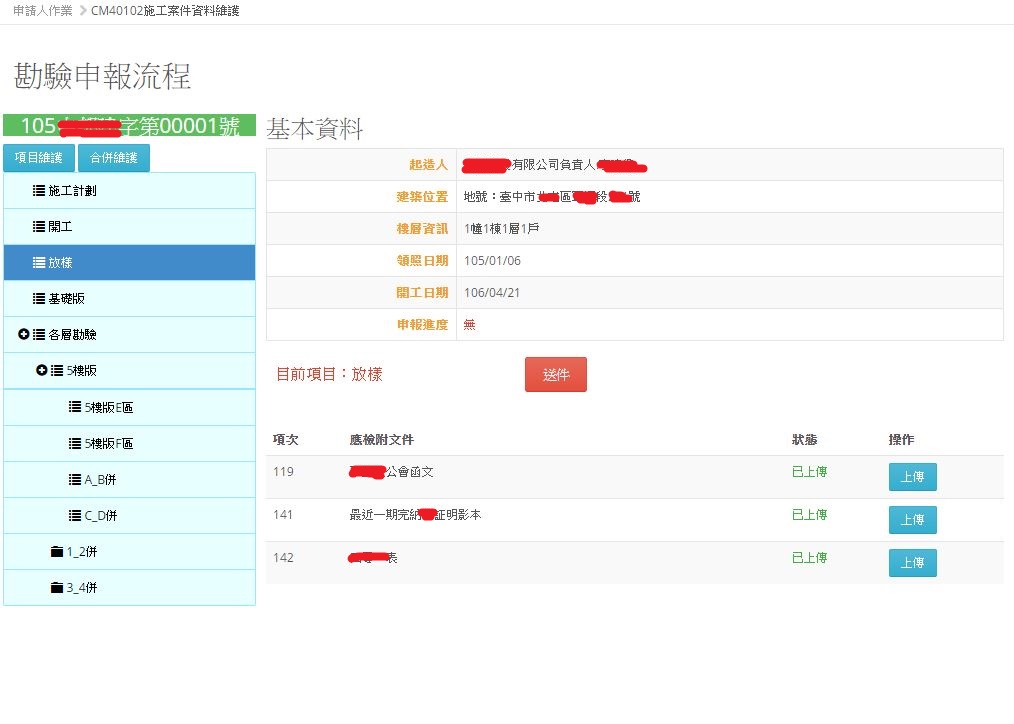 申請人作業 > CM40102施工案件資料維護
勘驗申報流程
105 字第00001號
項目維護 合併維護
施工計劃
開工
放樣
基礎版
各層勘驗
5樓版
5樓版E區
5樓版F區
A_B併
C_D併
1_2併
3_4併
基本資料
起造人 有限公司負責人
建築位置 地號：臺中市 區 段 號
樓層資訊 1幢1棟1層1戶
領照日期 105/01/06
開工日期 106/04/21
申報進度 無
目前項目：放樣 送件
項次 應檢附文件 狀態 操作
119 公會函文 已上傳 上傳
141 最近一期完納 証明影本 已上傳 上傳
142 表 已上傳 上傳